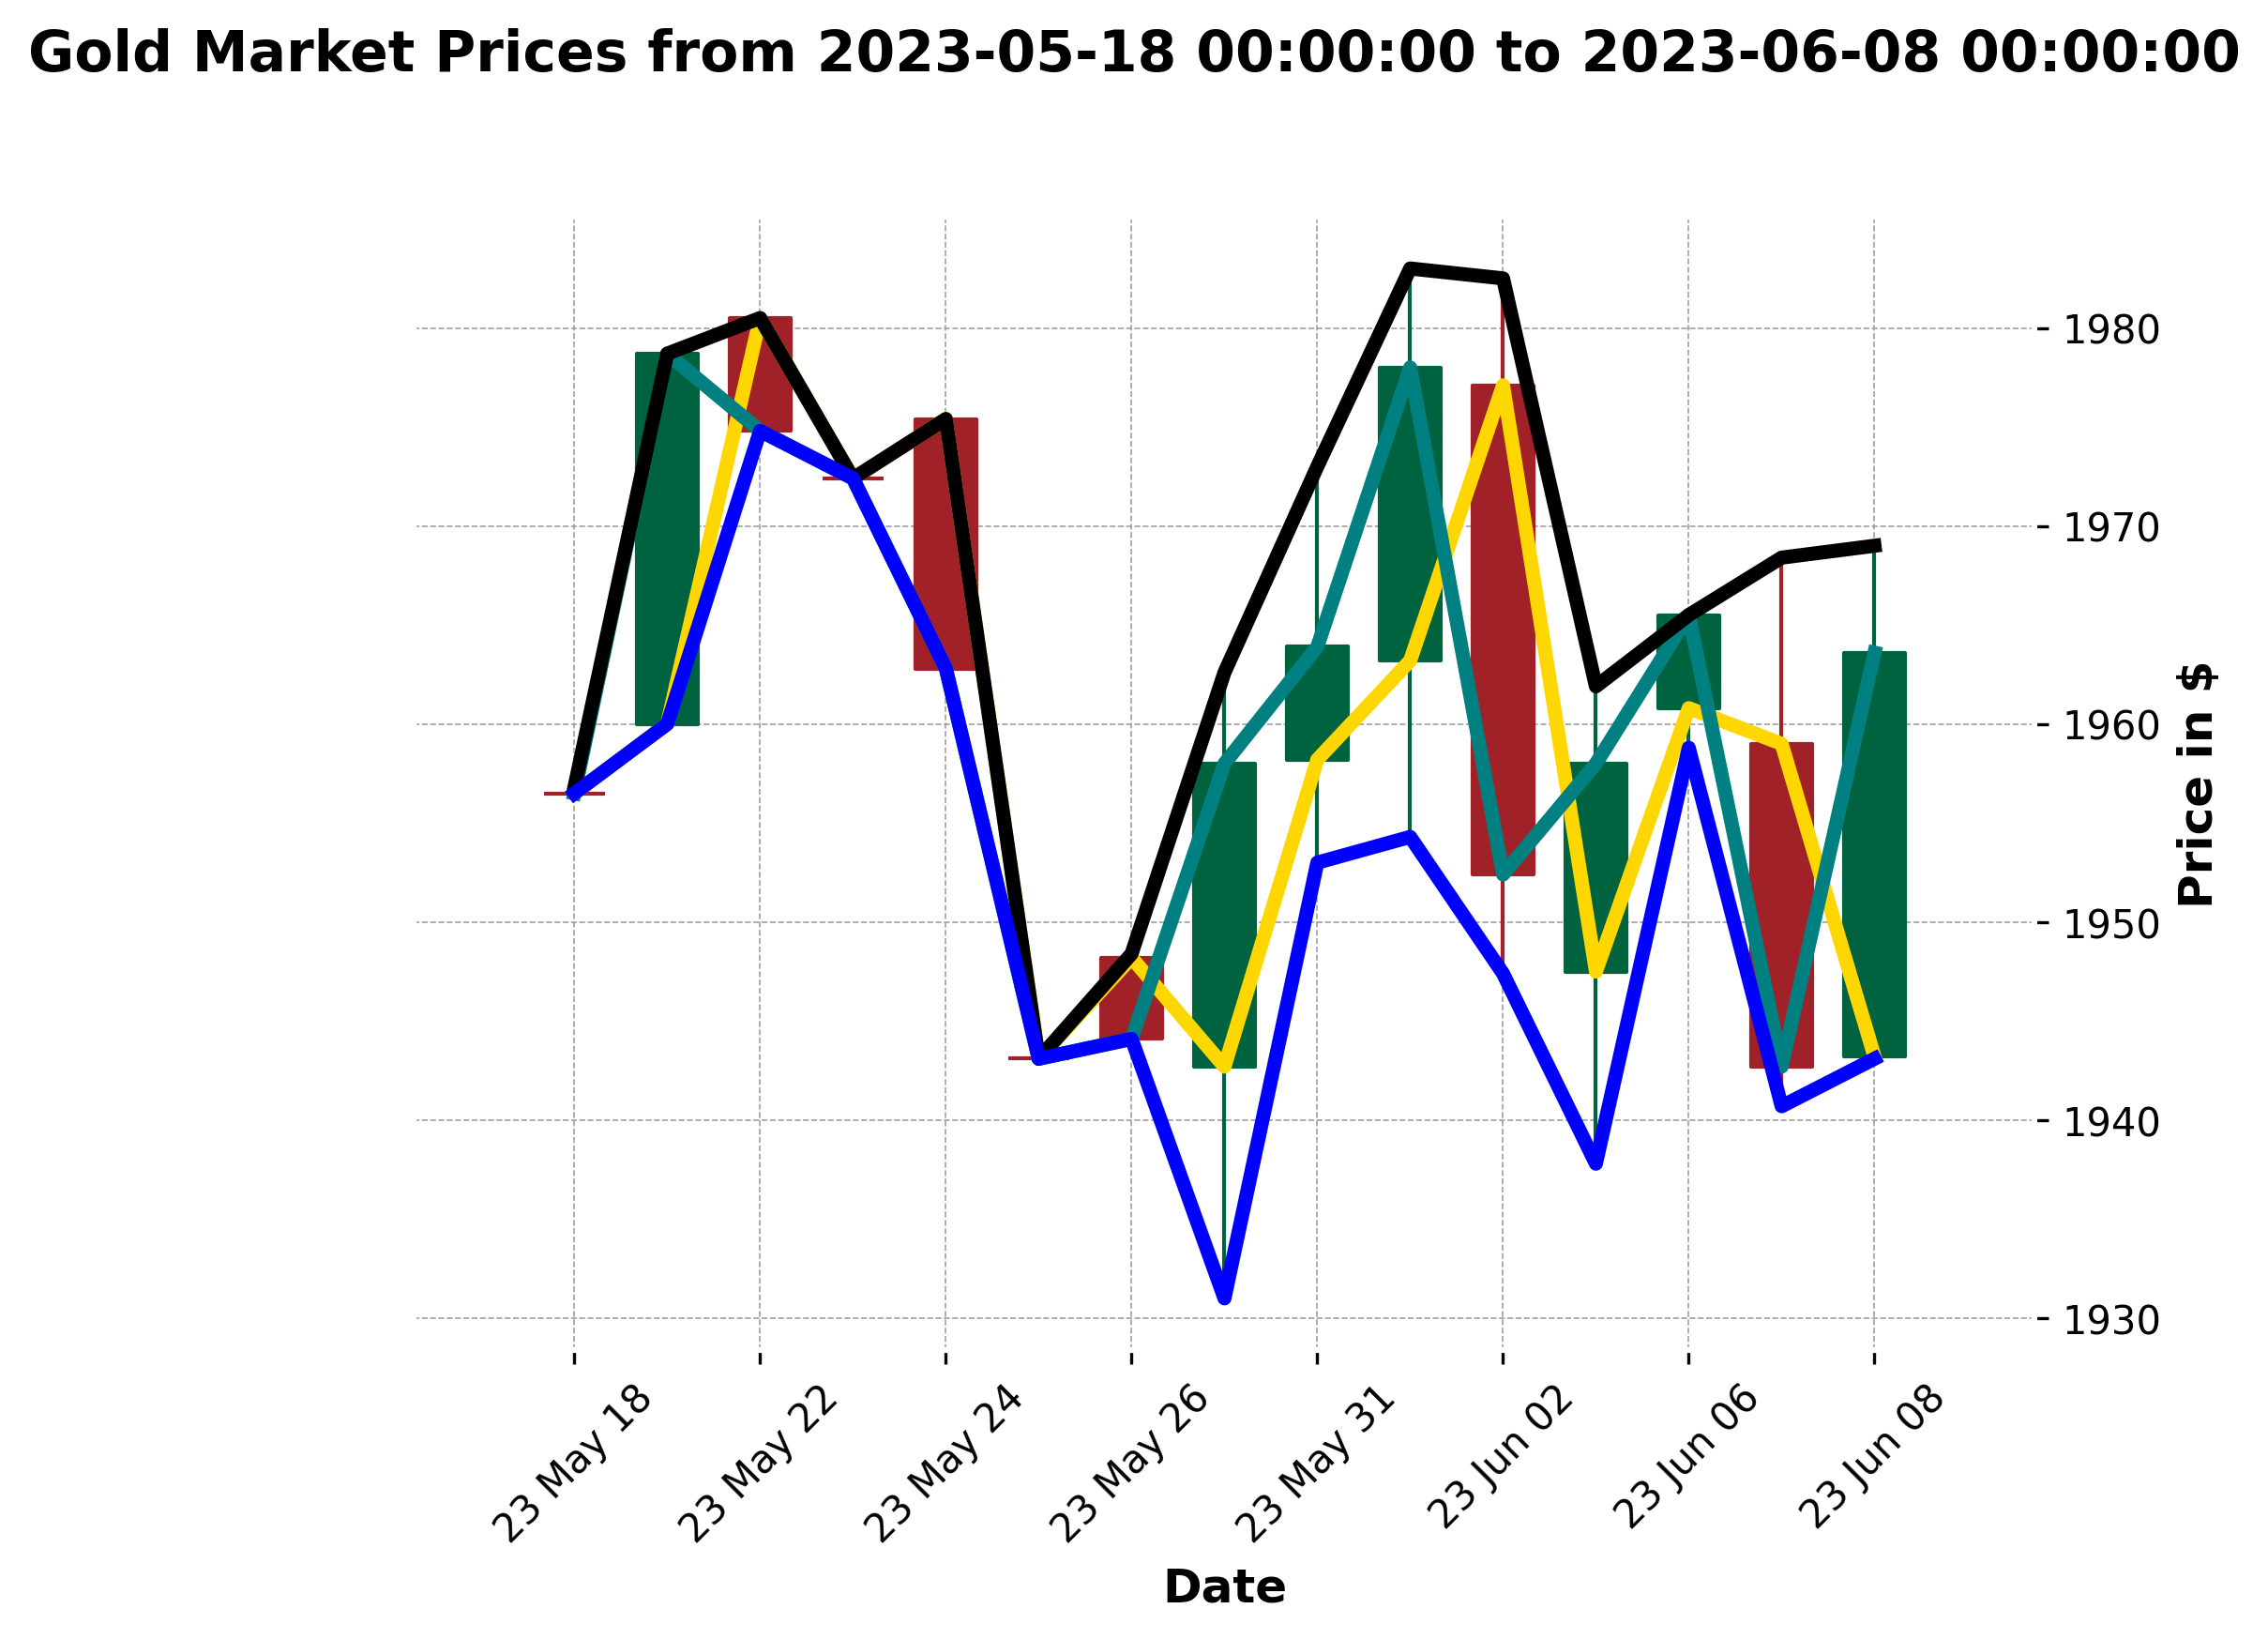 Gold Market Prices from 2023-05-18 00:00:00 to 2023-06-08 00:00:00
1980
1970
1960
1950
1940
1930
Price in $
23 May 18
23 May 22
23 May 24
23 May 26
23 May 31
23 Jun 02
23 Jun 06
23 Jun 08
Date